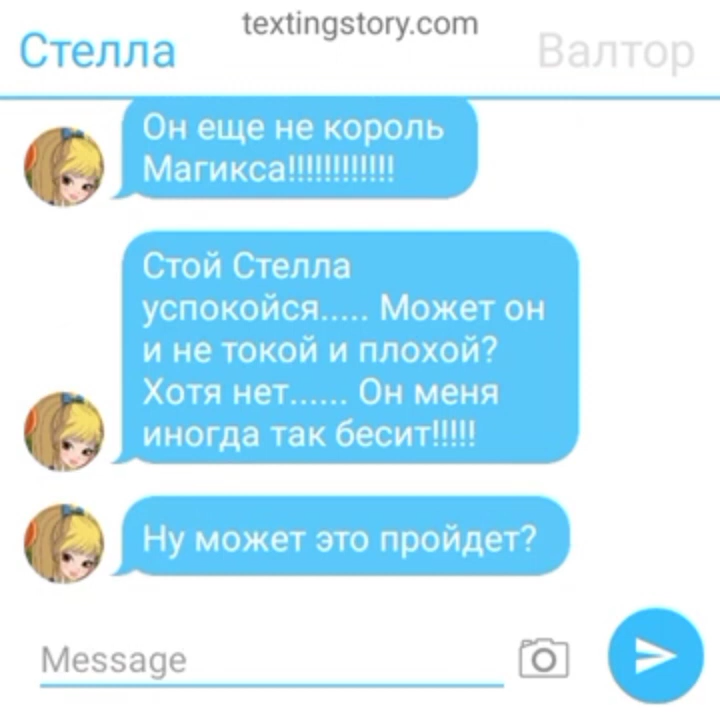 textingstory.com
Стелла
Валтор
Он еще не король
Магикса!!!!!!!!!!!!
Стой Стелла
успокойся..... Может он
и не токой и плохой?
Хотя нет...... Он меня
иногда так бесит!!!!!
Ну может это пройдет?
Message